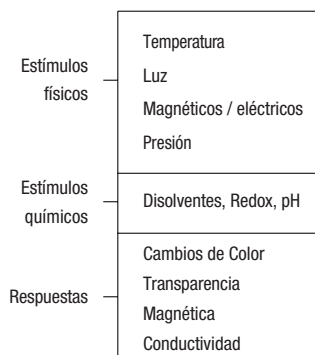 Estímulos
físicos
Temperatura
Luz
Magnéticos / eléctricos
Presión
Estímulos
químicos
Disolventes, Redox, pH
Respuestas
Cambios de Color
Transparencia
Magnética
Conductividad